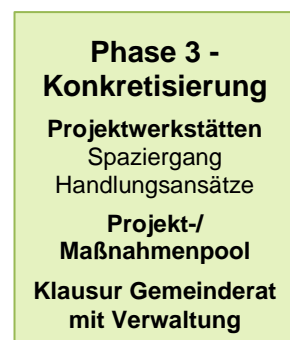 Phase 3 -
Konkretisierung
Projektwerkstätten
Spaziergang
Handlungsansätze
Projekt-/
Maßnahmenpool
Klausur Gemeinderat
mit Verwaltung